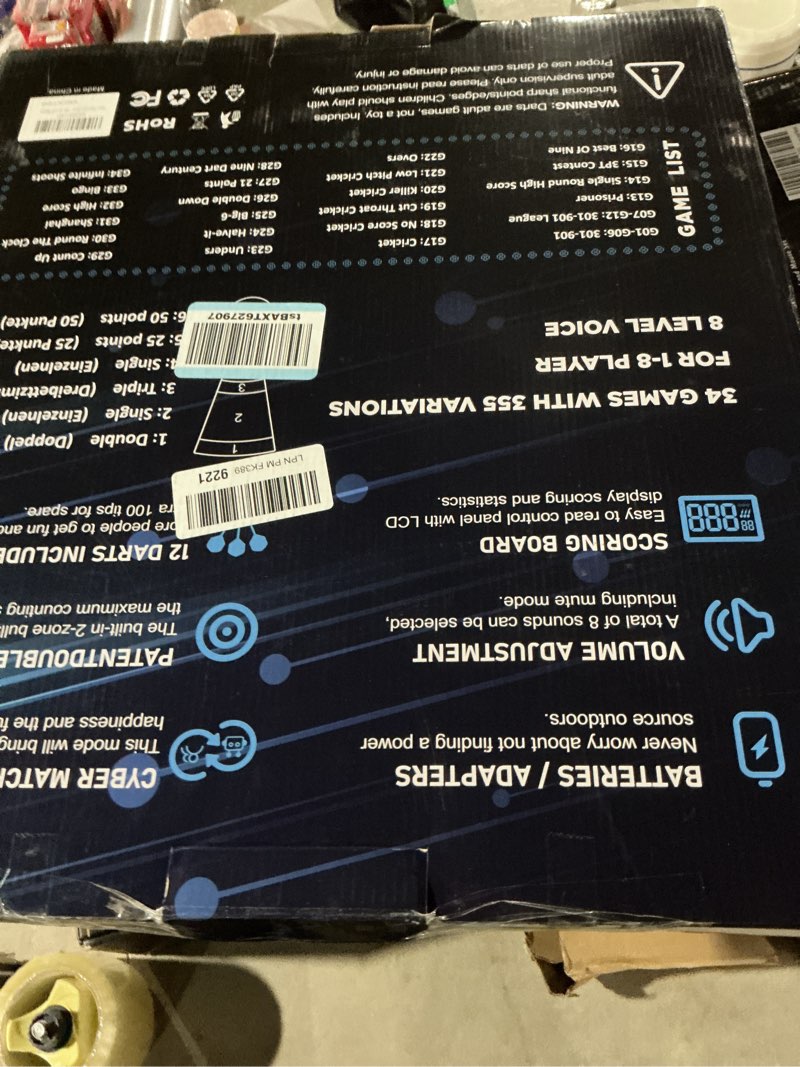 BATTERIES / ADAPTERS
Never worry about not finding a power
source outdoors.
CYBER MATCH
This mode will bring
happiness and the
VOLUME ADJUSTMENT
A total of 8 sounds can be selected,
including mute mode.
PATENTDOUBLE
The built-in 2-zone bull
the maximum counting
SCORING BOARD
Easy to read control panel with LCD
display scoring and statistics.
888
88
12 DARTS INCLUDE
ore people to get fun and
ra 100 tips for spare.
LPN PM FK389 9221
34 GAMES WITH 355 VARIATIONS
FOR 1-8 PLAYER
8 LEVEL VOICE
1
2
3
tsBAXT627907
1: Double (Doppel)
2: Single (Einzelnen)
3: Triple (Dreibettzim
4: Single (Einzelnen)
5: 25 points (25 Punkte
6: 50 points (50 Punkte)
GAME LIST
G01-G06: 301-901
G07-G12: 301-901 League
G13: Prisoner
G14: Single Round High Score
G15: 3PT Contest
G16: Best Of Nine
G17: Cricket
G18: No Score Cricket
G19: Cut Throat Cricket
G20: Killer Cricket
G21: Low Pitch Cricket
G22: Overs
G23: Unders
G24: Halve-It
G25: Big-6
G26: Double Down
G27: 21 Points
G28: Nine Dart Century
G29: Count Up
G30: Round The Clock
G31: Shanghai
G32: High Score
G33: Bingo
G34: Infinite Shoots
WARNING: Darts are adult games, not a toy. Includes
functional sharp points/edges. Children should play with
adult supervision only. Please read instruction carefully.
Proper use of darts can avoid damage or injury.
RoHS
FC
Made in China